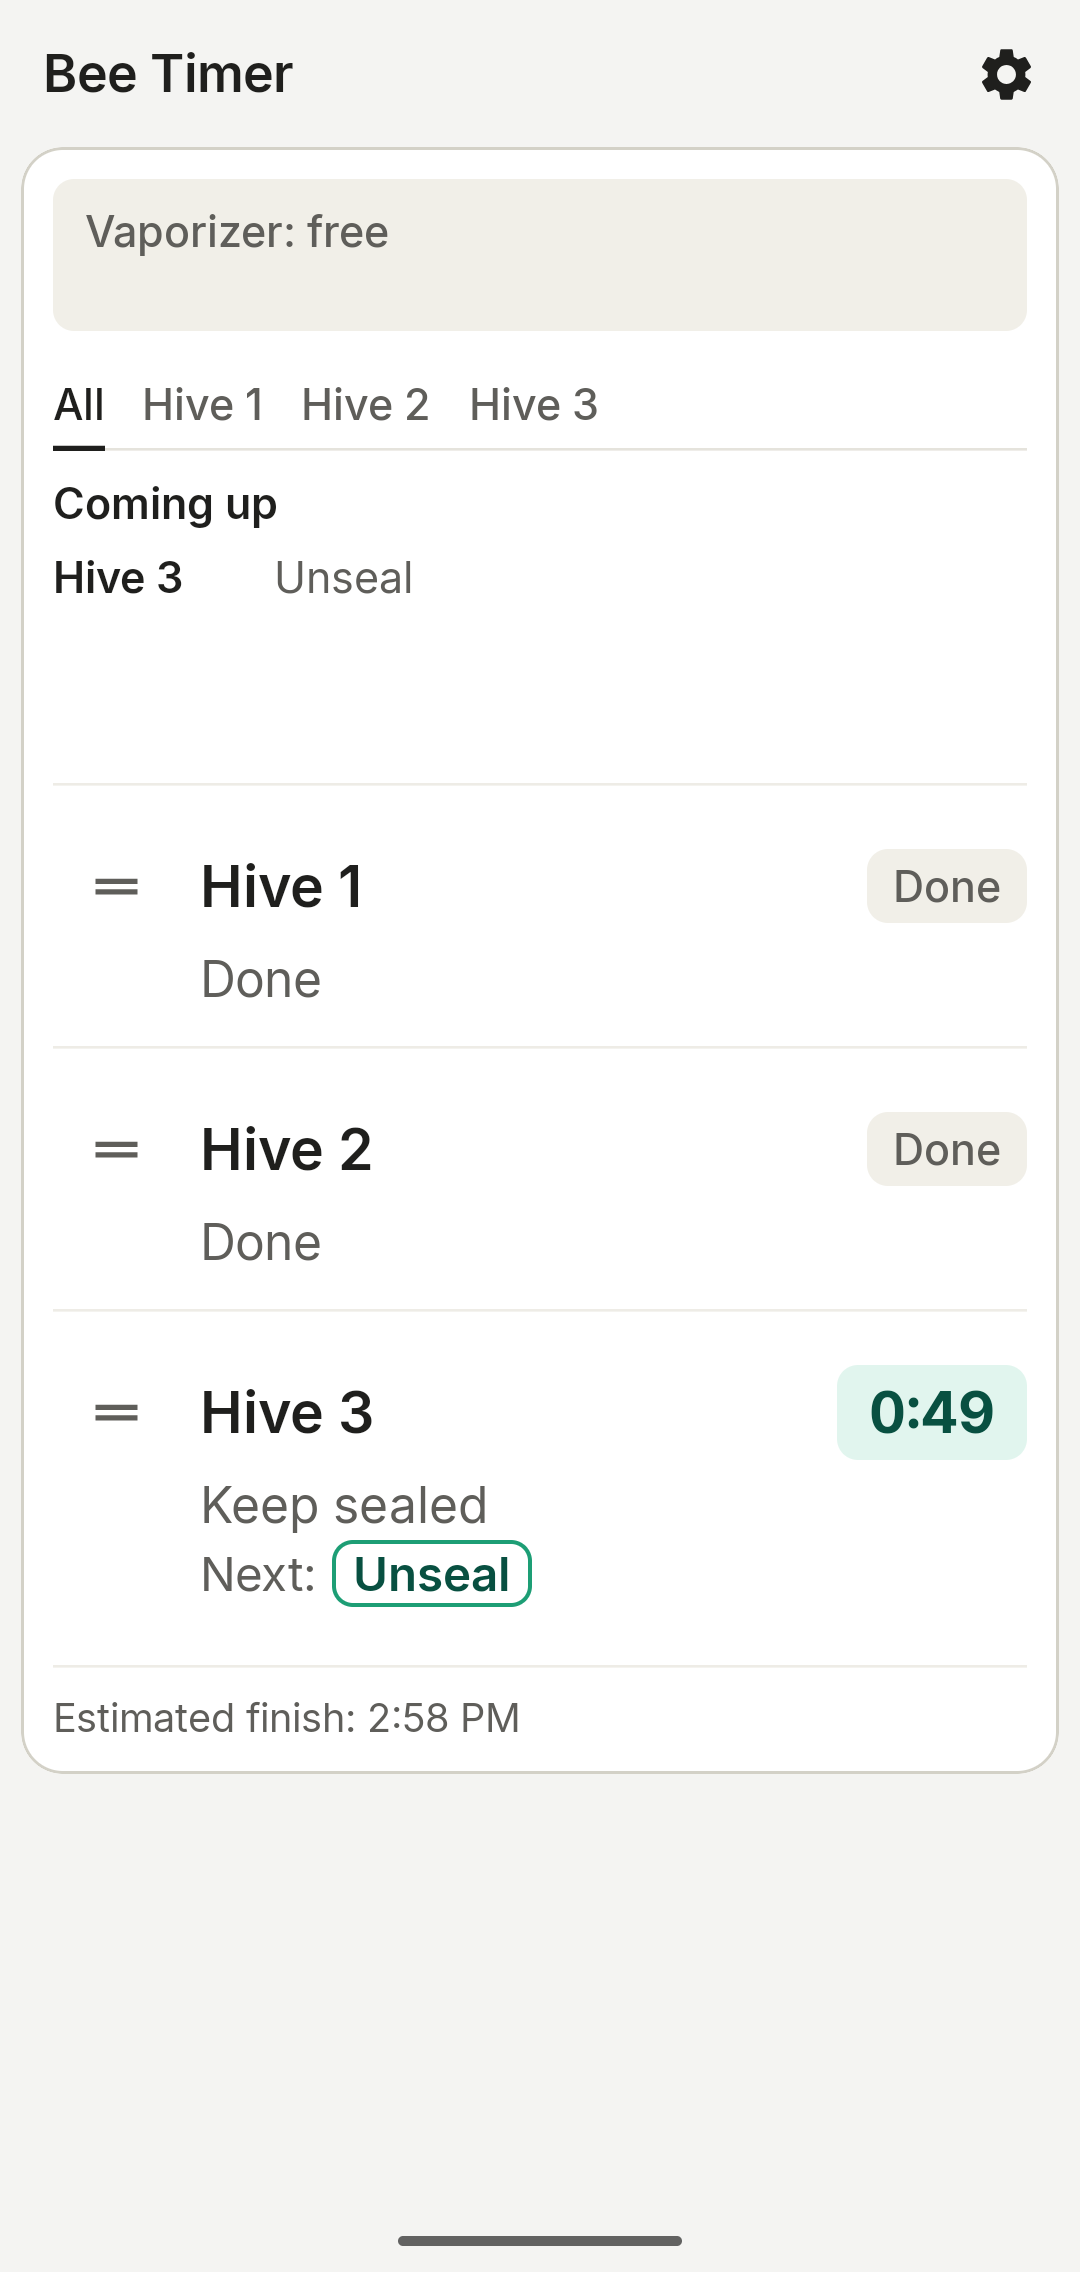 Bee Timer
Vaporizer: free
All Hive 1 Hive 2 Hive 3
Coming up
Hive 3 Unseal
Hive 1 Done
Done
Hive 2 Done
Done
Hive 3 0:49
Keep sealed
Next: Unseal
Estimated finish: 2:58 PM